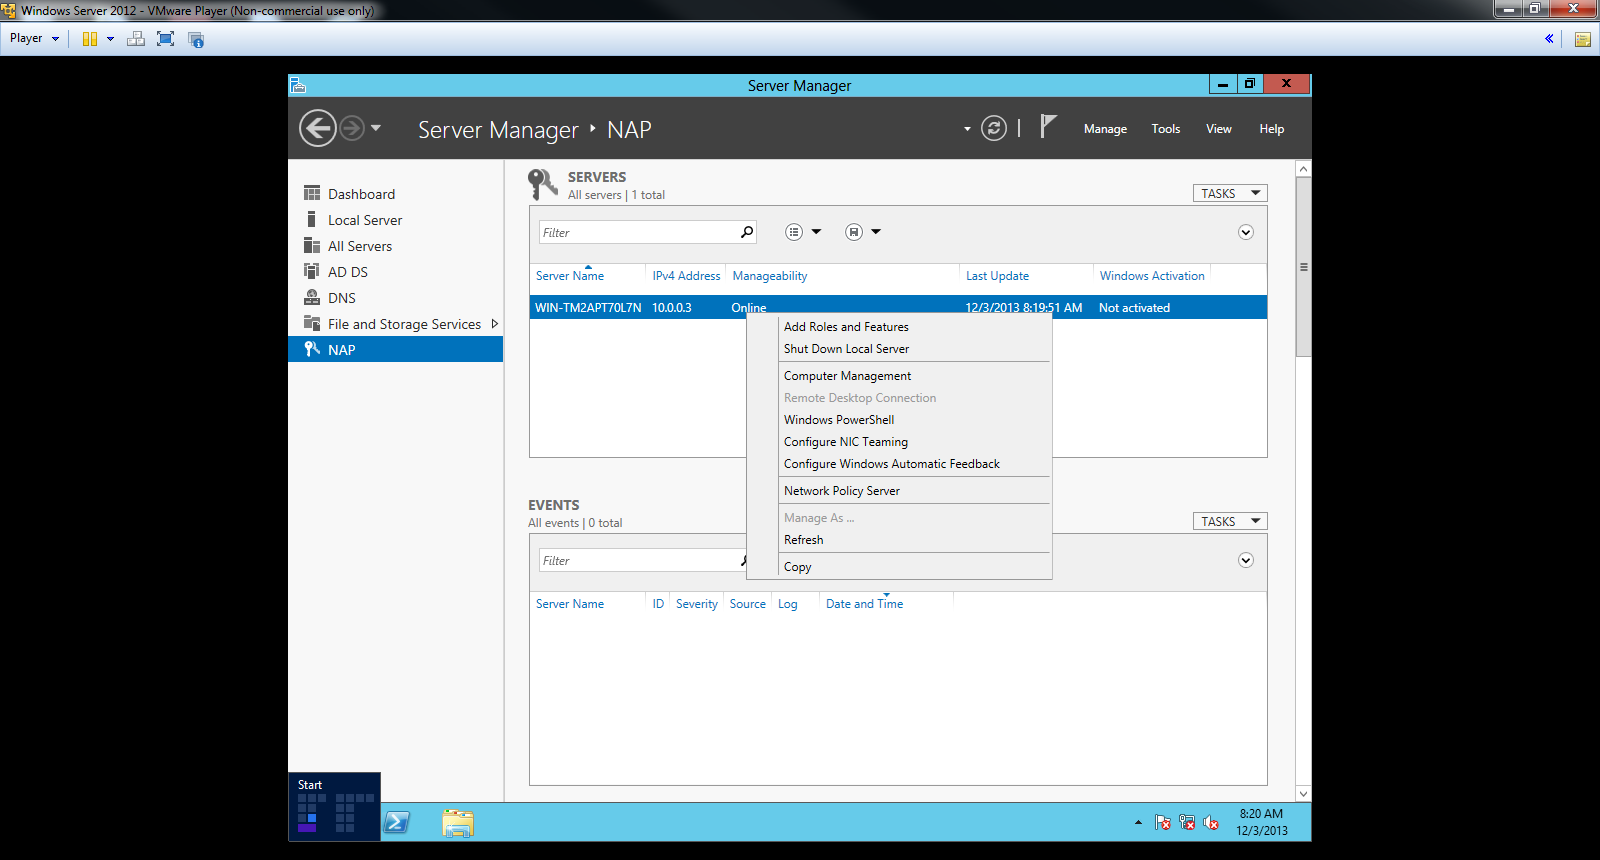 Windows Server 2012 - VMware Player (Non-commercial use only)
Player
Server Manager
Server Manager ‣ NAP
Manage Tools View Help
Dashboard
Local Server
All Servers
AD DS
DNS
File and Storage Services
NAP
SERVERS
All servers | 1 total
TASKS
Filter
Server Name IPv4 Address Manageability Last Update Windows Activation
WIN-TM2APT70L7N 10.0.0.3 Online 12/3/2013 8:19:51 AM Not activated
Add Roles and Features
Shut Down Local Server
Computer Management
Remote Desktop Connection
Windows PowerShell
Configure NIC Teaming
Configure Windows Automatic Feedback
Network Policy Server
Manage As ...
Refresh
Copy
EVENTS
All events | 0 total
TASKS
Filter
Server Name ID Severity Source Log Date and Time
Start
8:20 AM
12/3/2013